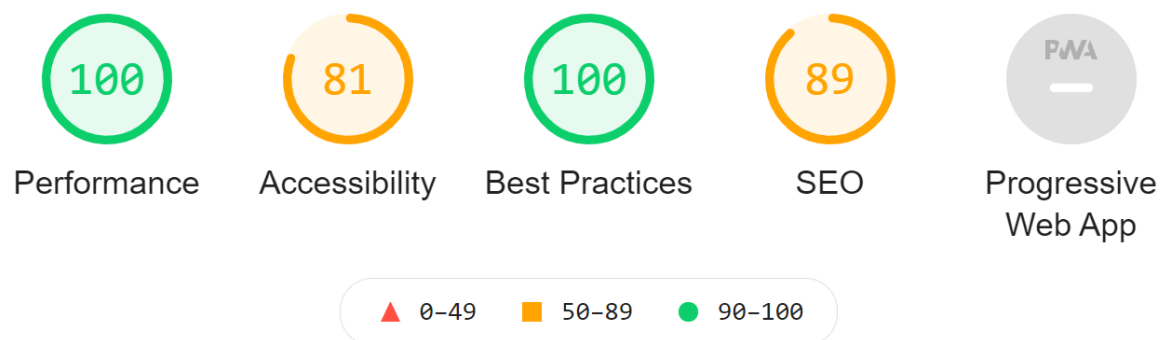 100
81
100
89
PWA
Performance
Accessibility
Best Practices
SEO
Progressive
Web App
0–49
50–89
90–100